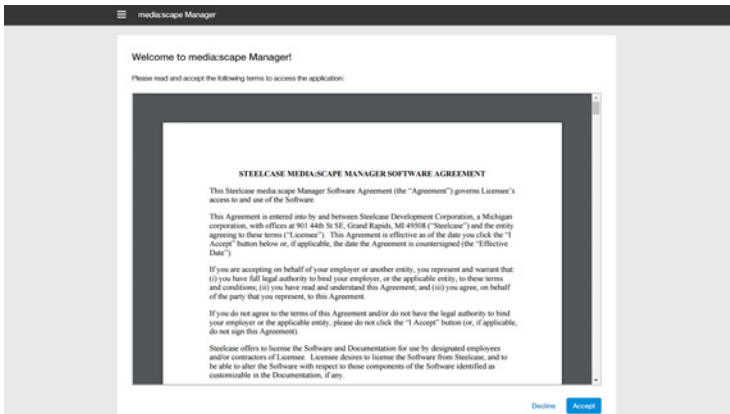 media:scape Manager
Welcome to media:scape Manager!
Please read and accept the following terms to access the application:
STEELCASE MEDIA:SCAPE MANAGER SOFTWARE AGREEMENT
This Steelcase media:scape Manager Software Agreement (the “Agreement”) governs Licensee’s
access to and use of the Software.
This Agreement is entered into by and between Steelcase Development Corporation, a Michigan
corporation, with offices at 901 44th St SE, Grand Rapids, MI 49508 (“Steelcase”) and the entity
agreeing to these terms (“Licensee”). This Agreement is effective as of the date you click the “I
Accept” button below or, if applicable, the date the Agreement is countersigned (the “Effective
Date”).
If you are accepting on behalf of your employer or another entity, you represent and warrant that:
(i) you have full legal authority to bind your employer, or the applicable entity, to these terms
and conditions; (ii) you have read and understand this Agreement; and (iii) you agree, on behalf
of the party that you represent, to this Agreement.
If you do not agree to the terms of this Agreement and/or do not have the legal authority to bind
your employer or the applicable entity, please do not click the “I Accept” button (or, if applicable,
do not sign this Agreement).
Steelcase offers to license the Software and Documentation for use by designated employees
and/or contractors of Licensee. Licensee desires to license the Software from Steelcase, and to
be able to alter the Software with respect to those components of the Software identified as
customizable in the Documentation, if any.
Decline
Accept